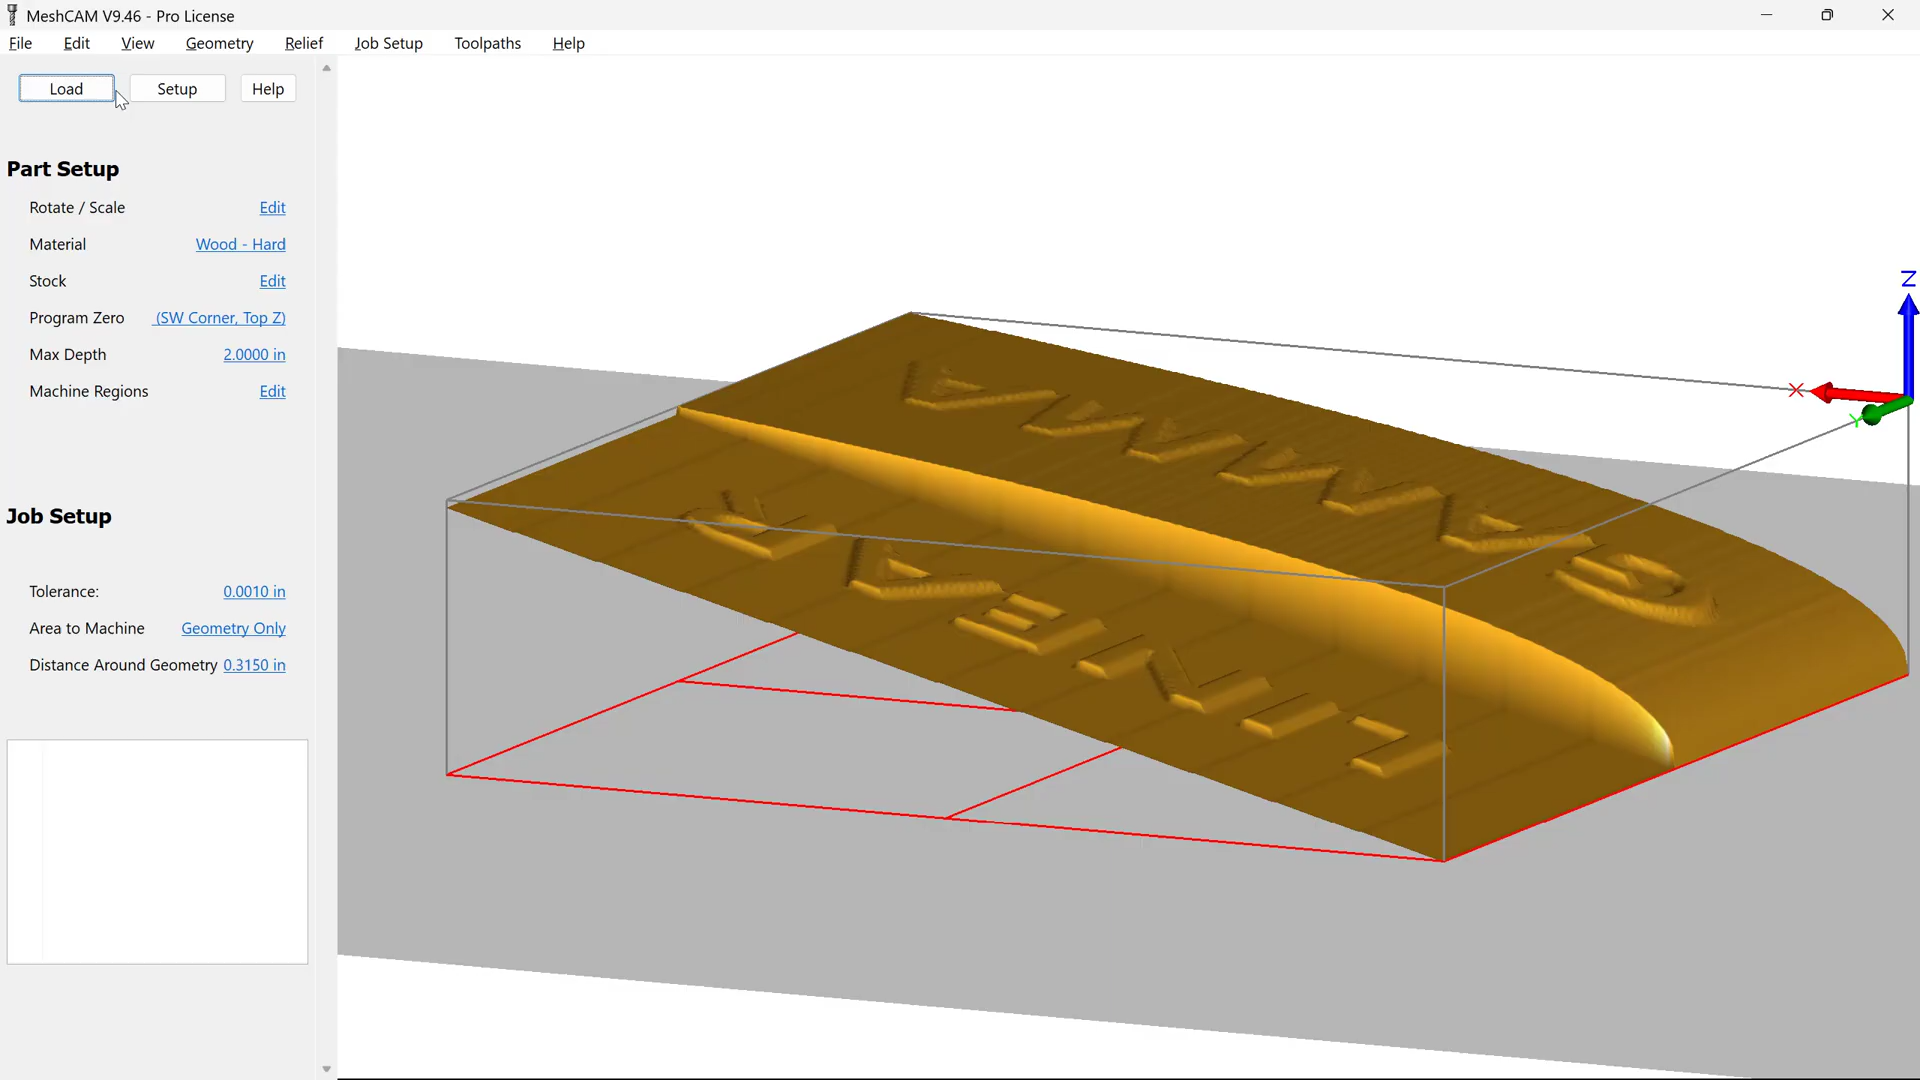 MeshCAM V9.46 - Pro License
File Edit View Geometry Relief Job Setup Toolpaths Help
Load Setup Help
Part Setup
Rotate / Scale Edit
Material Wood - Hard
Stock Edit
Program Zero (SW Corner, Top Z)
Max Depth 2.0000 in
Machine Regions Edit
Job Setup
Tolerance: 0.0010 in
Area to Machine Geometry Only
Distance Around Geometry 0.3150 in
Z
X
Y